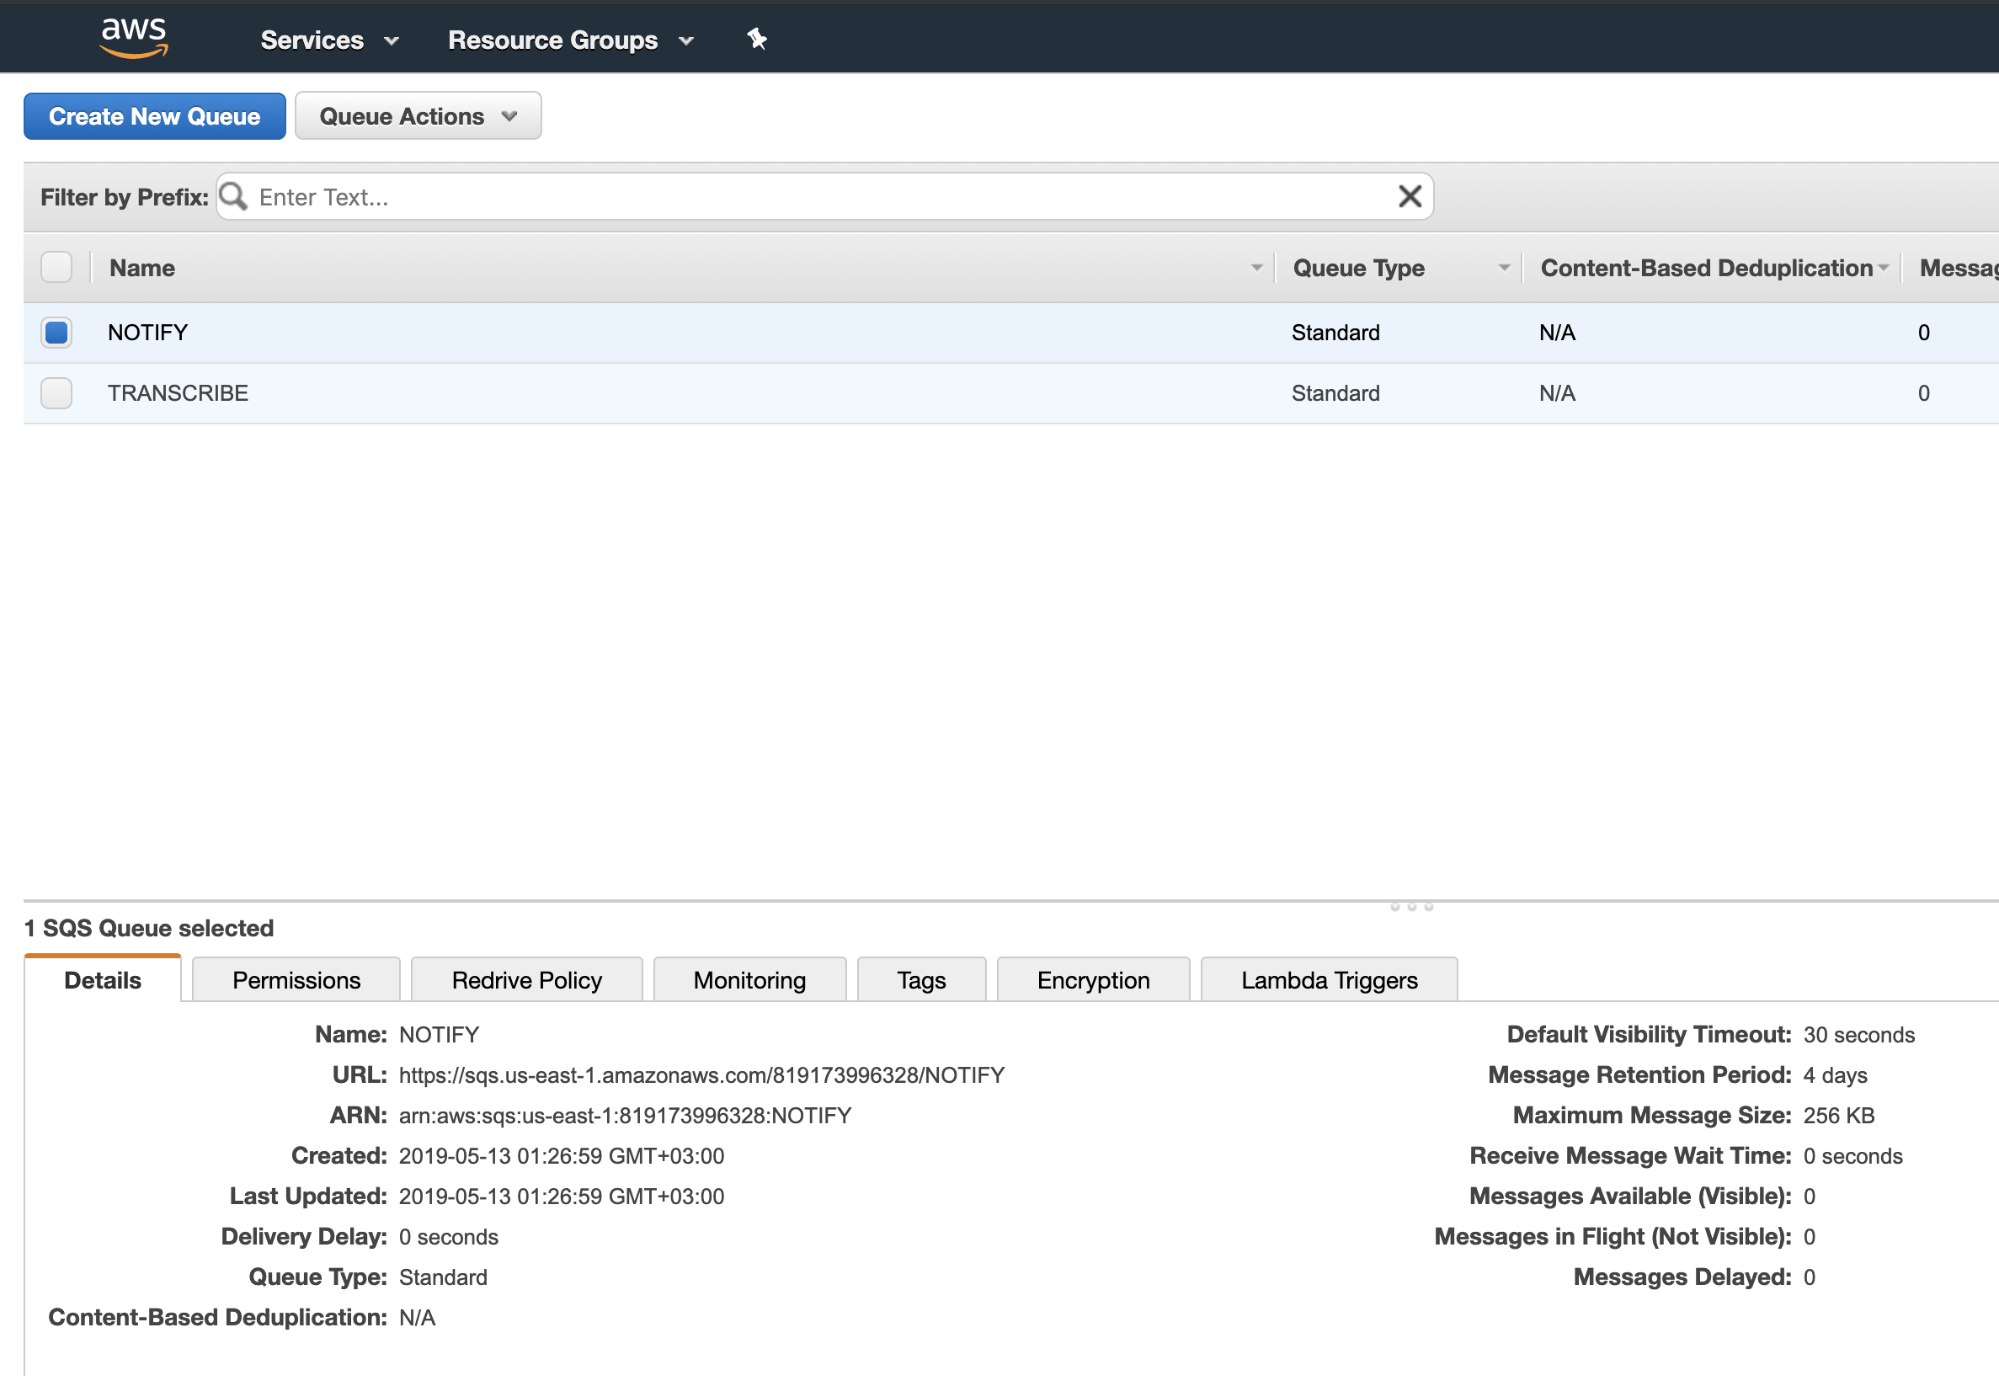 aws Services Resource Groups
Create New Queue Queue Actions
Filter by Prefix: Enter Text...
Name Queue Type Content-Based Deduplication Messag
NOTIFY Standard N/A 0
TRANSCRIBE Standard N/A 0
1 SQS Queue selected
Details Permissions Redrive Policy Monitoring Tags Encryption Lambda Triggers
Name: NOTIFY
URL: https://sqs.us-east-1.amazonaws.com/819173996328/NOTIFY
ARN: arn:aws:sqs:us-east-1:819173996328:NOTIFY
Created: 2019-05-13 01:26:59 GMT+03:00
Last Updated: 2019-05-13 01:26:59 GMT+03:00
Delivery Delay: 0 seconds
Queue Type: Standard
Content-Based Deduplication: N/A
Default Visibility Timeout: 30 seconds
Message Retention Period: 4 days
Maximum Message Size: 256 KB
Receive Message Wait Time: 0 seconds
Messages Available (Visible): 0
Messages in Flight (Not Visible): 0
Messages Delayed: 0